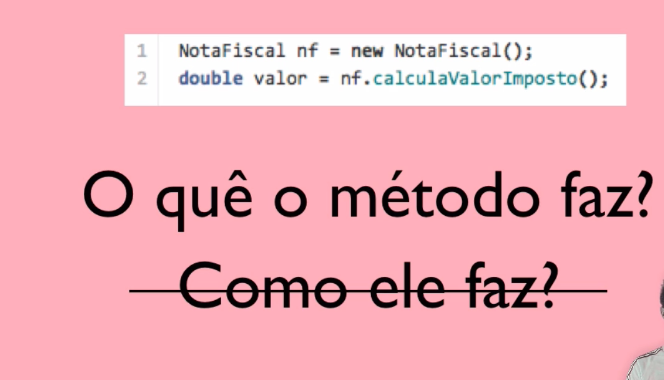 1 NotaFiscal nf = new NotaFiscal();
2 double valor = nf.calculaValorImposto();
O quê o método faz?
Como ele faz?